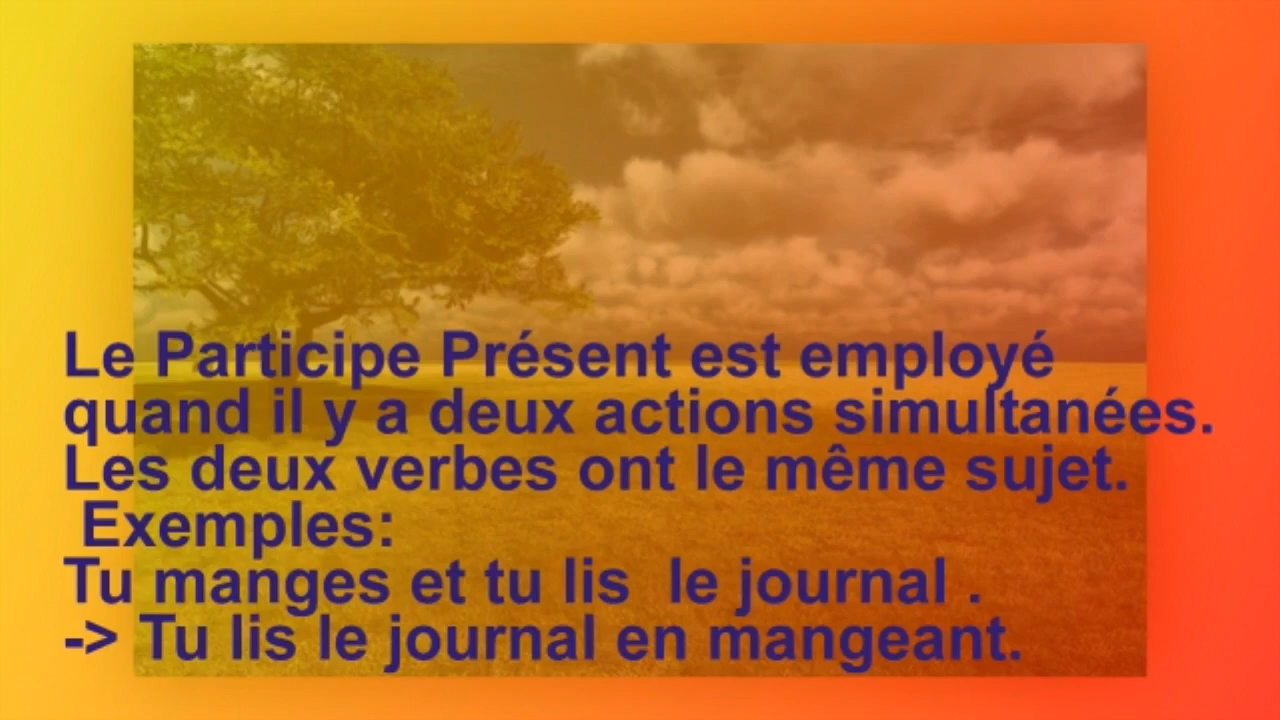 Le Participe Présent est employé
quand il y a deux actions simultanées.
Les deux verbes ont le même sujet.
Exemples:
Tu manges et tu lis  le journal .
-> Tu lis le journal en mangeant.